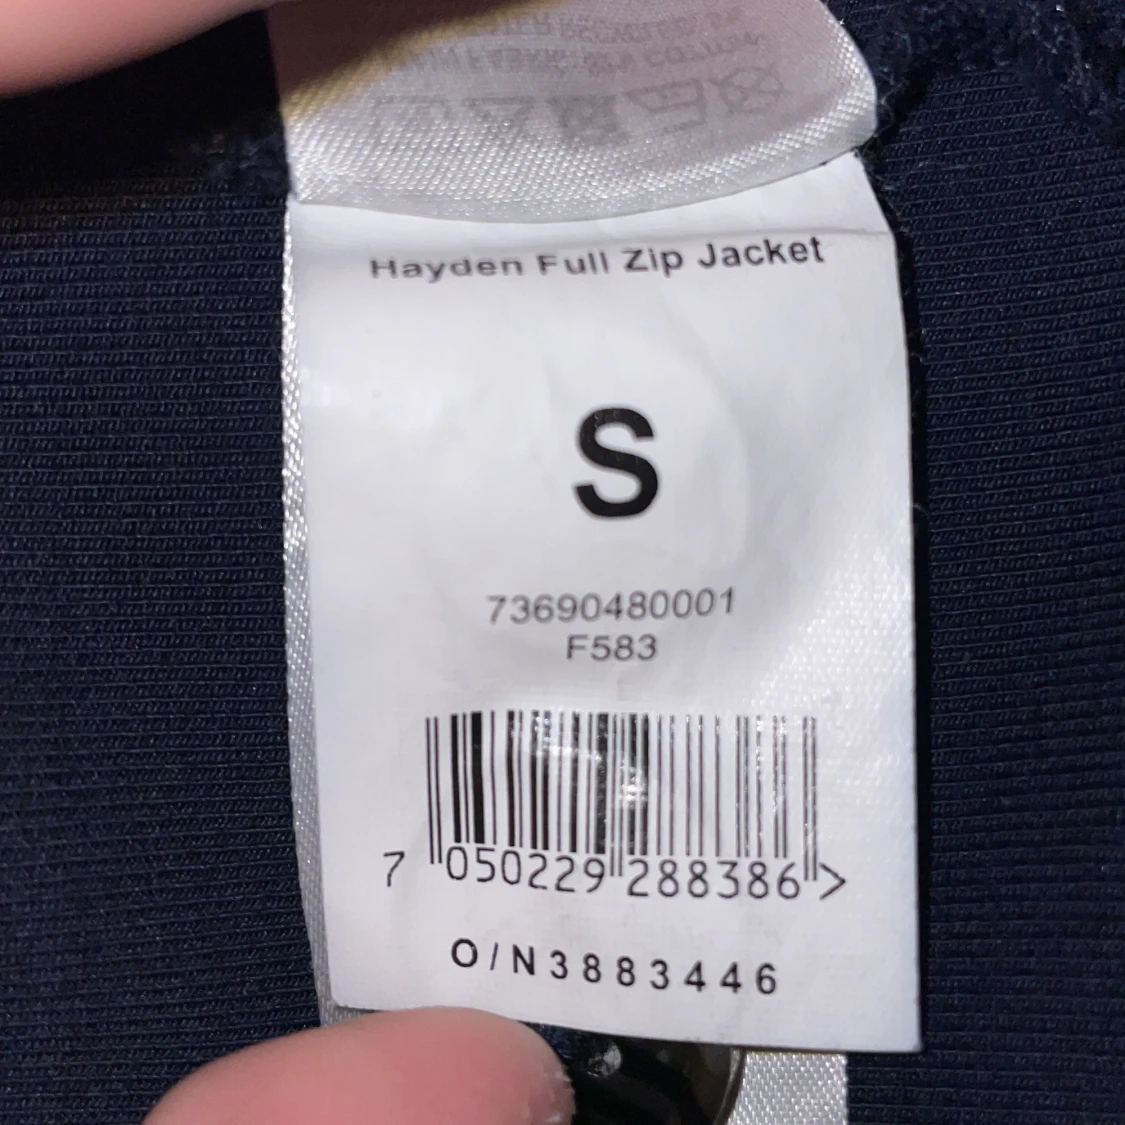 Hayden Full Zip Jacket
S
73690480001
F583
7 050229 288386 >
O/N3883446